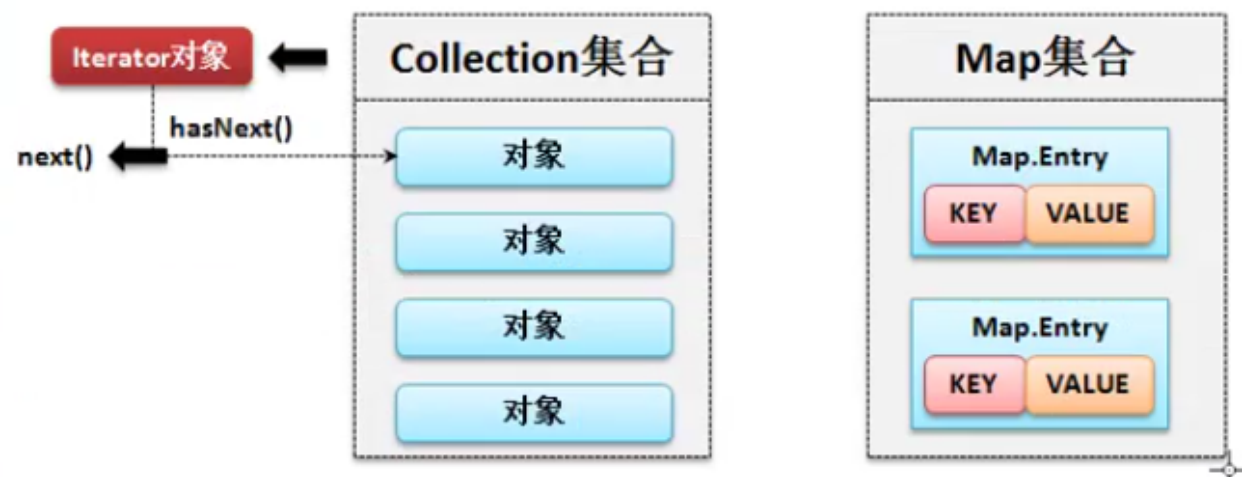 Iterator对象
hasNext()
next()
Collection集合
对象
对象
对象
对象
Map集合
Map.Entry
KEY VALUE
Map.Entry
KEY VALUE